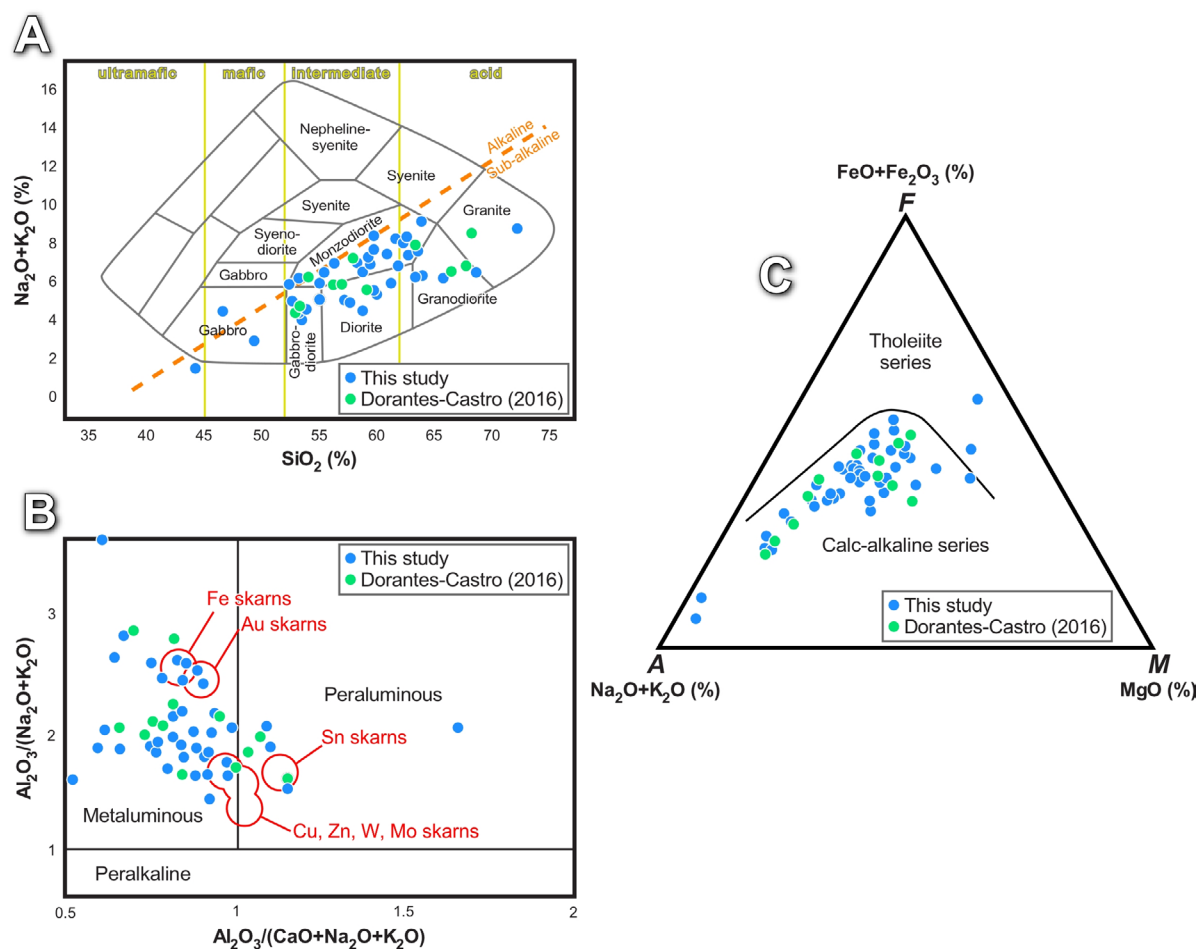 A
ultramafic
mafic
intermediate
aoid
16
14
12
10
8
6
4
2
0
Na₂O+K₂O (%)
Nepheline-
syenite
Alkaline
Sub-alkaline
Syenite
Syenite
Granite
Syeno-
diorite
Monzodiorite
Gabbro
Granodiorite
Gabbro
Gabbro-
diorite
Diorite
This study
Dorantes-Castro (2016)
35
40
45
50
55
60
65
70
75
SiO₂ (%)
B
This study
Dorantes-Castro (2016)
Fe skarns
Au skarns
3
2
1
Al₂O₃/(Na₂O+K₂O)
Peraluminous
Sn skarns
Metaluminous
Cu, Zn, W, Mo skarns
Peralkaline
0.5
1
1.5
2
Al₂O₃/(CaO+Na₂O+K₂O)
C
FeO+Fe₂O₃ (%)
F
Tholeiite
series
Calc-alkaline series
This study
Dorantes-Castro (2016)
A
M
Na₂O+K₂O (%)
MgO (%)